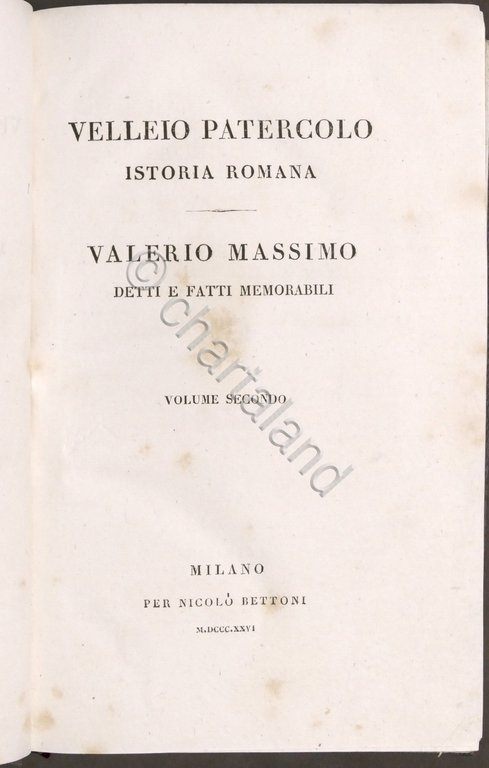 VELLEIO PATERCOLO
ISTORIA ROMANA
VALERIO MASSIMO
DETTI E FATTI MEMORABILI
VOLUME SECONDO
MILANO
PER NICOLÒ BETTONI
M.DCCC.XXVI
© chartaland